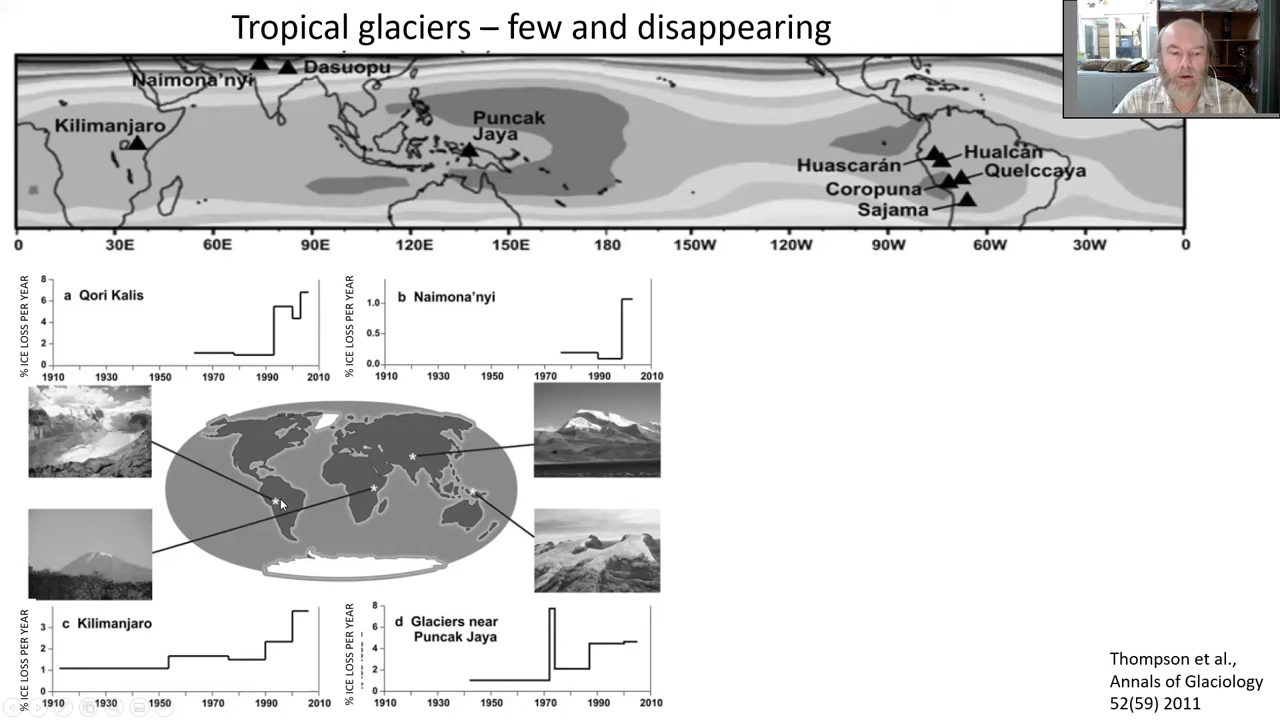 Tropical glaciers – few and disappearing
Naimona'nyi
Dasuopu
Kilimanjaro
Puncak
Jaya
Huascarán
Hualcán
Quelccaya
Coropuna
Sajama
0 30E 60E 90E 120E 150E 180 150W 120W 90W 60W 30W 0
% ICE LOSS PER YEAR
a Qori Kalis
8
6
4
2
0
1910 1930 1950 1970 1990 2010
% ICE LOSS PER YEAR
b Naimona'nyi
1.0
0.5
0.0
1910 1930 1950 1970 1990 2010
% ICE LOSS PER YEAR
c Kilimanjaro
3
2
1
0
1910 1930 1950 1970 1990 2010
% ICE LOSS PER YEAR
d Glaciers near
Puncak Jaya
8
6
4
2
0
1910 1930 1950 1970 1990 2010
Thompson et al.,
Annals of Glaciology
52(59) 2011